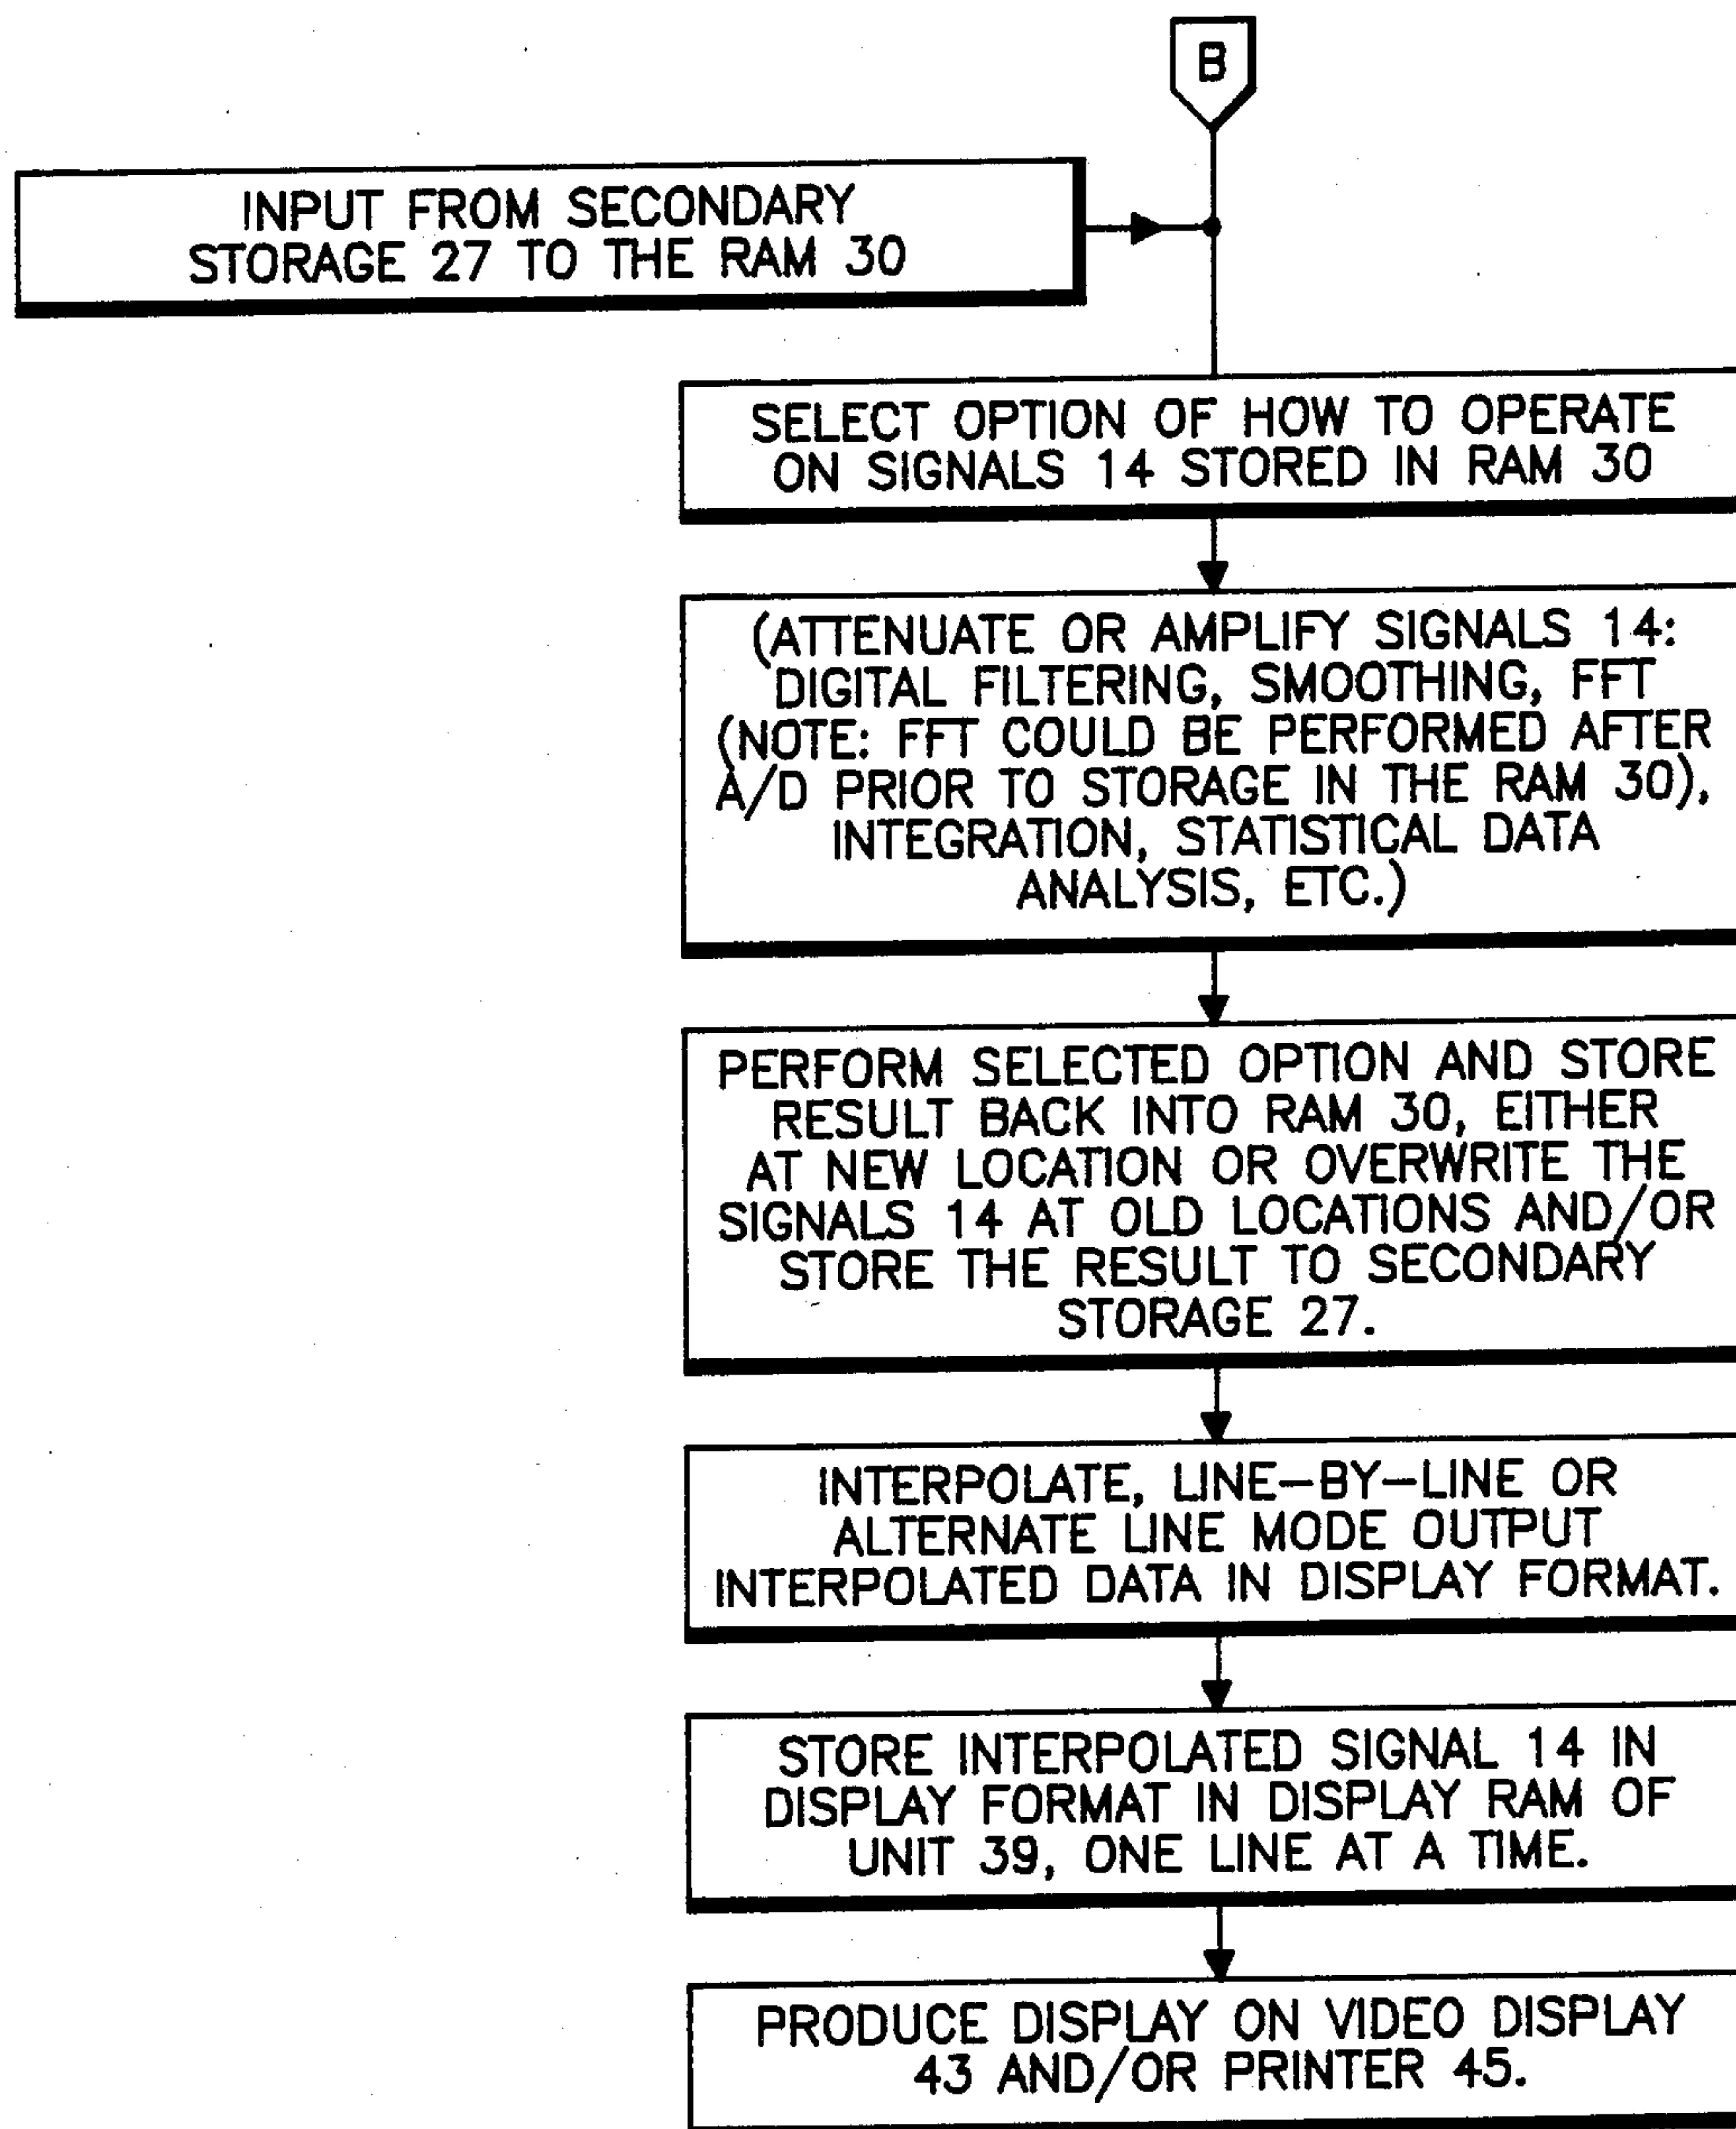 B
INPUT FROM SECONDARY
STORAGE 27 TO THE RAM 30
SELECT OPTION OF HOW TO OPERATE
ON SIGNALS 14 STORED IN RAM 30
(ATTENUATE OR AMPLIFY SIGNALS 14:
DIGITAL FILTERING, SMOOTHING, FFT
(NOTE: FFT COULD BE PERFORMED AFTER
A/D PRIOR TO STORAGE IN THE RAM 30),
INTEGRATION, STATISTICAL DATA
ANALYSIS, ETC.)
PERFORM SELECTED OPTION AND STORE
RESULT BACK INTO RAM 30, EITHER
AT NEW LOCATION OR OVERWRITE THE
SIGNALS 14 AT OLD LOCATIONS AND/OR
STORE THE RESULT TO SECONDARY
STORAGE 27.
INTERPOLATE, LINE-BY-LINE OR
ALTERNATE LINE MODE OUTPUT
INTERPOLATED DATA IN DISPLAY FORMAT.
STORE INTERPOLATED SIGNAL 14 IN
DISPLAY FORMAT IN DISPLAY RAM OF
UNIT 39, ONE LINE AT A TIME.
PRODUCE DISPLAY ON VIDEO DISPLAY
43 AND/OR PRINTER 45.